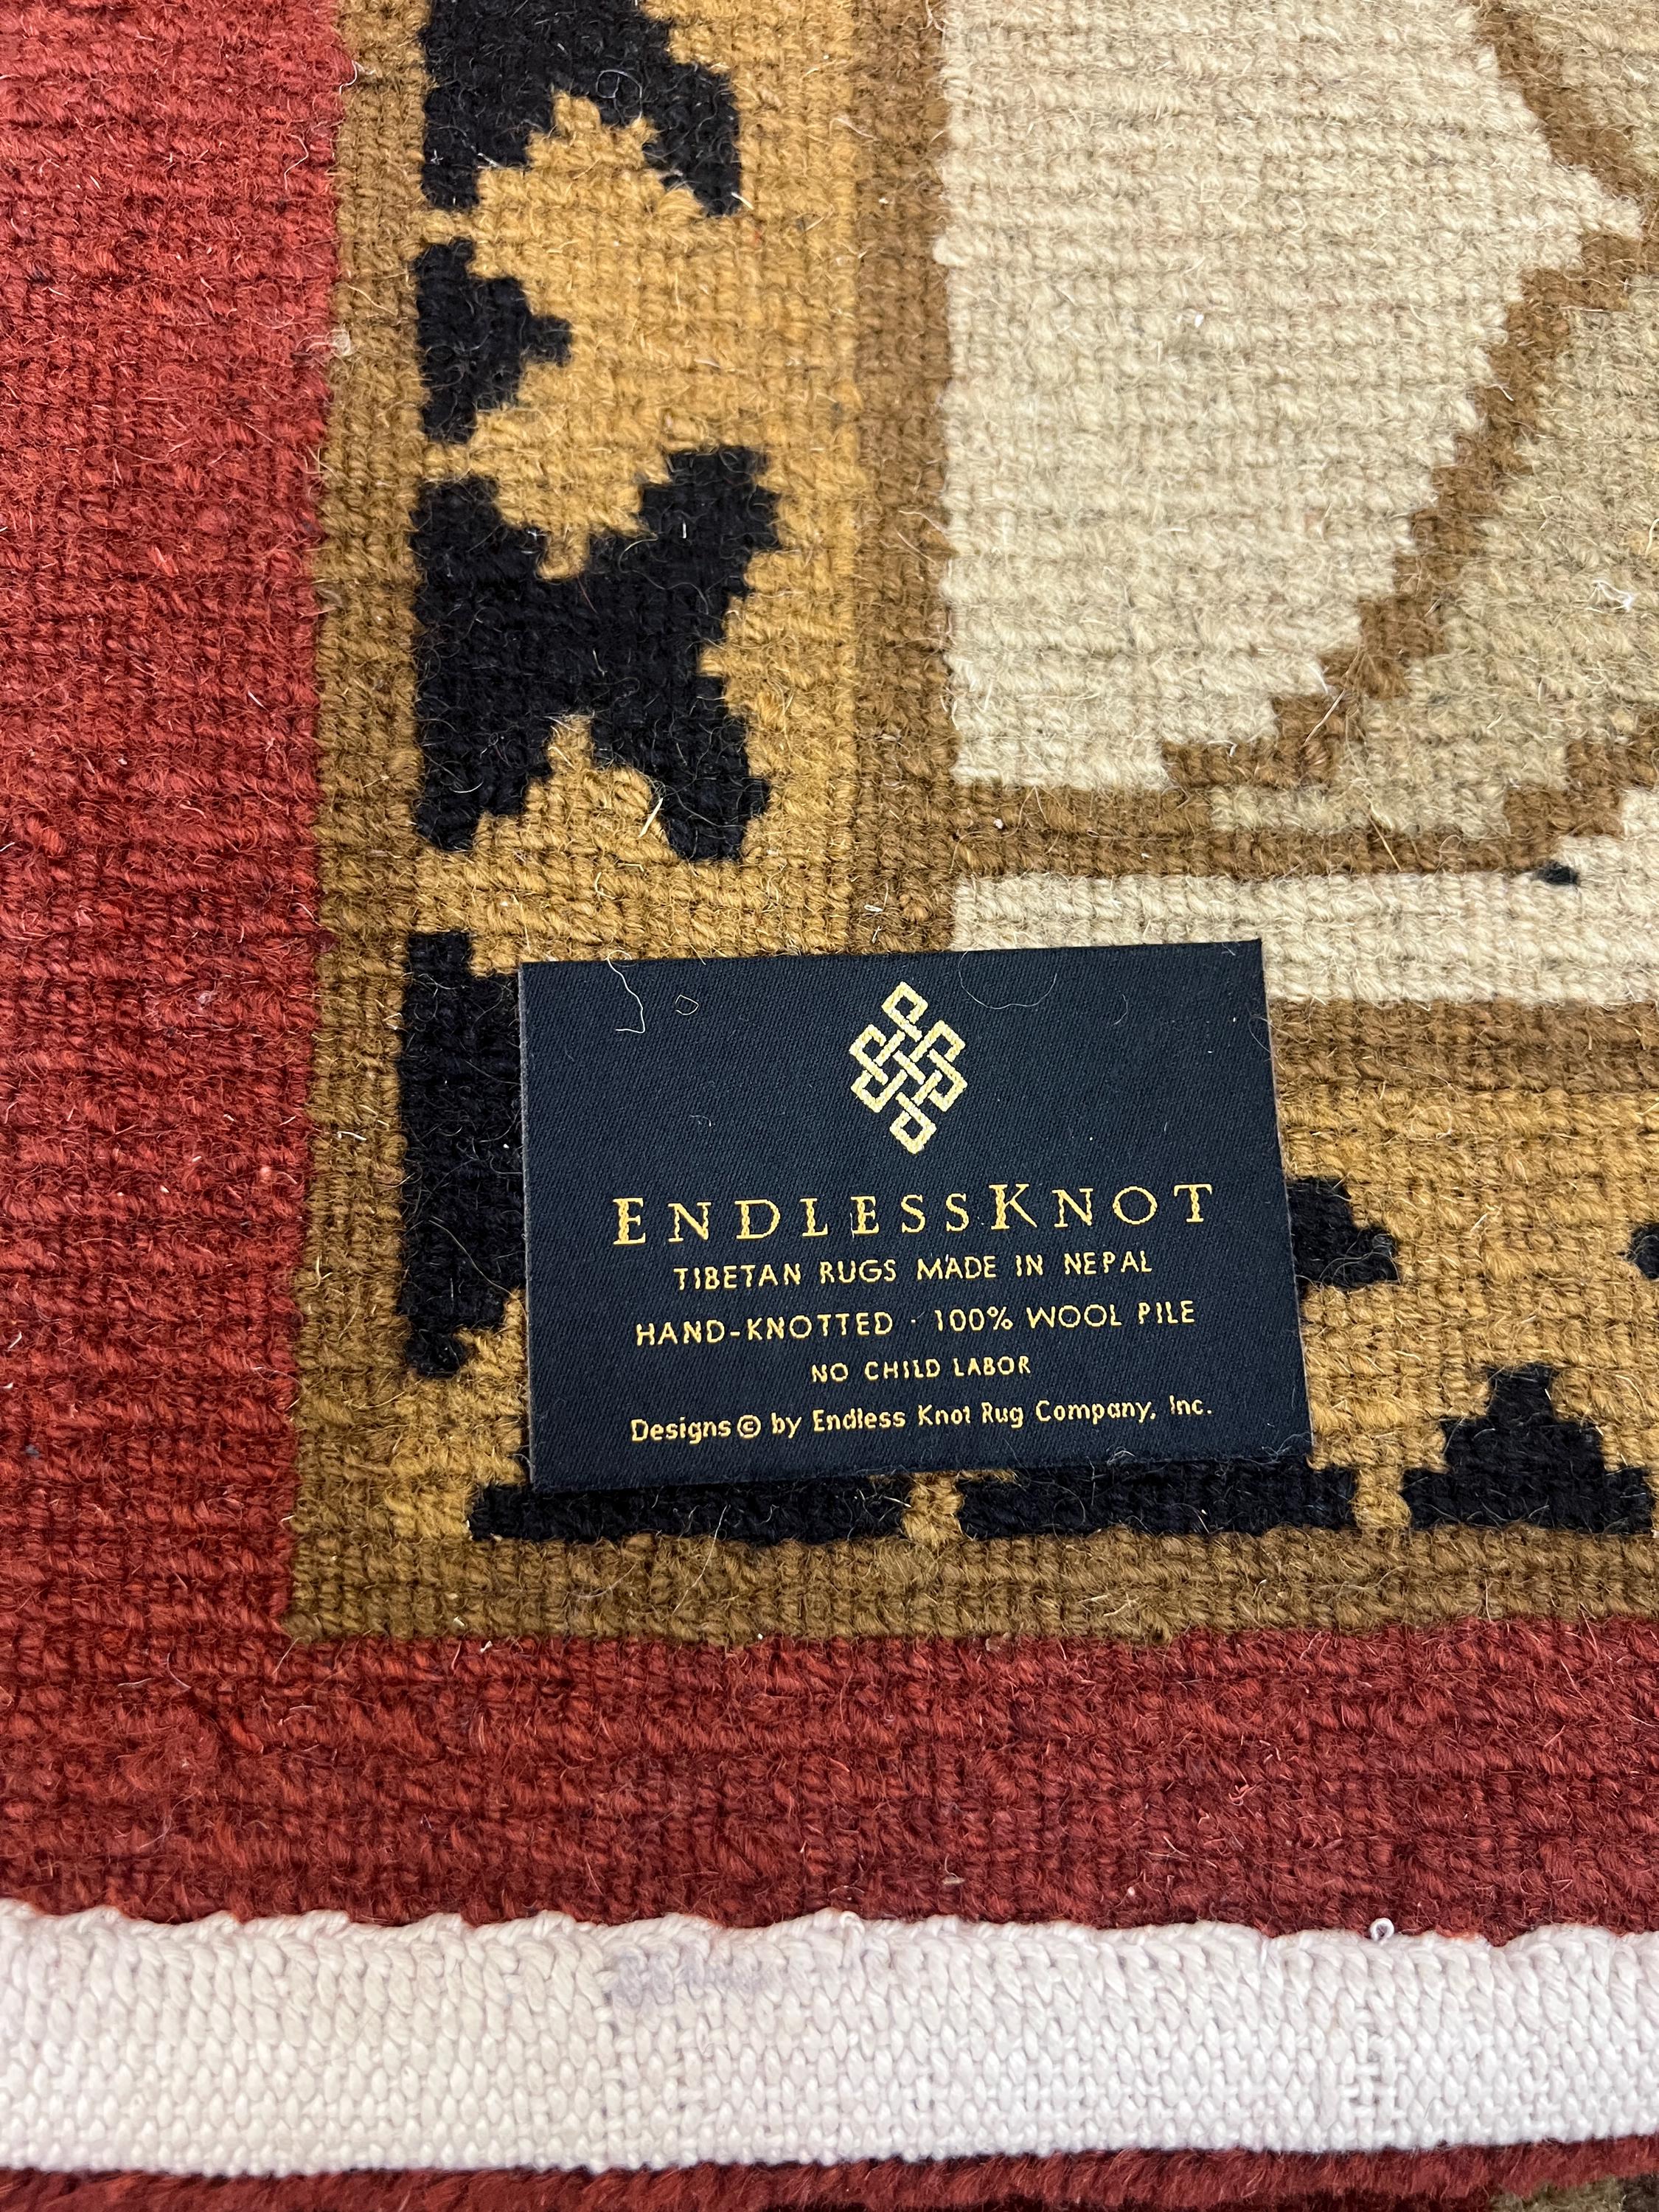 ENDLESSKNOT
TIBETAN RUGS MADE IN NEPAL
HAND-KNOTTED · 100% WOOL PILE
NO CHILD LABOR
Designs © by Endless Knot Rug Company, Inc.